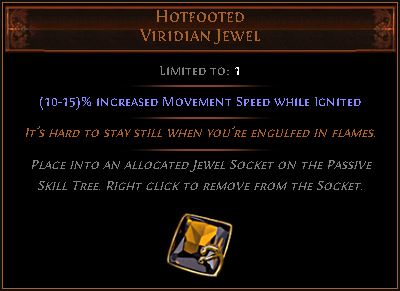 Hotfooted
Viridian Jewel
Limited to: 1
(10-15)% increased Movement Speed while Ignited
It's hard to stay still when you're engulfed in flames.
Place into an allocated Jewel Socket on the Passive
Skill Tree. Right click to remove from the Socket.